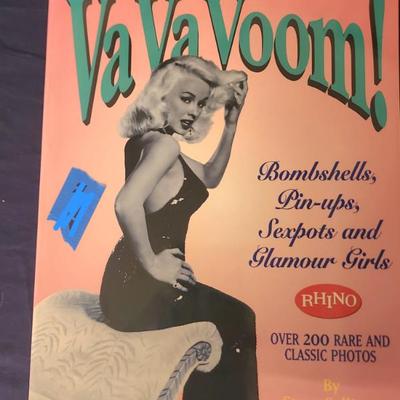 Va Va Voom!
Bombshells,
Pin-ups,
Sexpots and
Glamour Girls
RHINO
OVER 200 RARE AND
CLASSIC PHOTOS
By